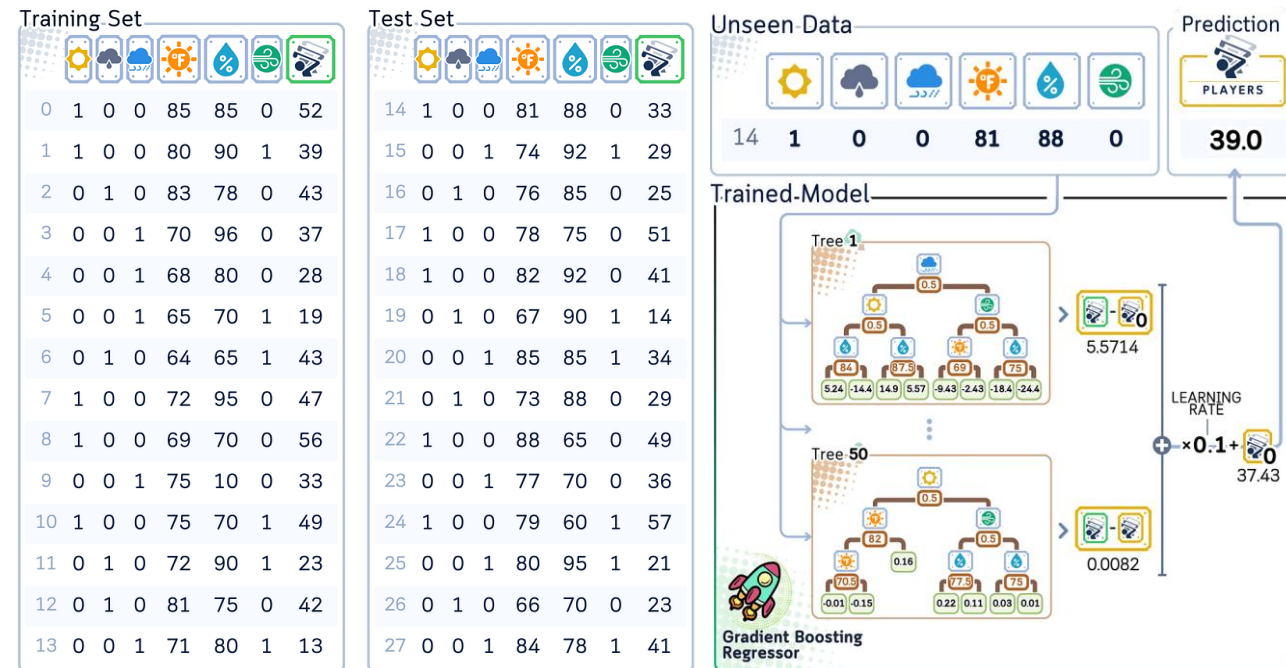 Training Set
°F % 
0 1 0 0 85 85 0 52
1 1 0 0 80 90 1 39
2 0 1 0 83 78 0 43
3 0 0 1 70 96 0 37
4 0 0 1 68 80 0 28
5 0 0 1 65 70 1 19
6 0 1 0 64 65 1 43
7 1 0 0 72 95 0 47
8 1 0 0 69 70 0 56
9 0 0 1 75 10 0 33
10 1 0 0 75 70 1 49
11 0 1 0 72 90 1 23
12 0 1 0 81 75 0 42
13 0 0 1 71 80 1 13
Test Set
°F %
14 1 0 0 81 88 0 33
15 0 0 1 74 92 1 29
16 0 1 0 76 85 0 25
17 1 0 0 78 75 0 51
18 1 0 0 82 92 0 41
19 0 1 0 67 90 1 14
20 0 0 1 85 85 1 34
21 0 1 0 73 88 0 29
22 1 0 0 88 65 0 49
23 0 0 1 77 70 0 36
24 1 0 0 79 60 1 57
25 0 0 1 80 95 1 21
26 0 1 0 66 70 0 23
27 0 0 1 84 78 1 41
Unseen Data
°F %
14 1 0 0 81 88 0
Prediction
PLAYERS
39.0
Trained Model
Tree 1
0.5
0.5 0.5
% % °F %
84 87.5 69 75
5.24 -14.4 14.9 5.57 -9.43 -2.43 -18.4 -24.4
- 0
5.5714
Tree 50
0.5
°F
82 0.5
°F 0.16 % %
70.5 77.5 75
-0.01 -0.15 0.22 0.11 0.03 0.01
-
0.0082
LEARNING
RATE
+ ×0.1+ 0
37.43
Gradient Boosting
Regressor